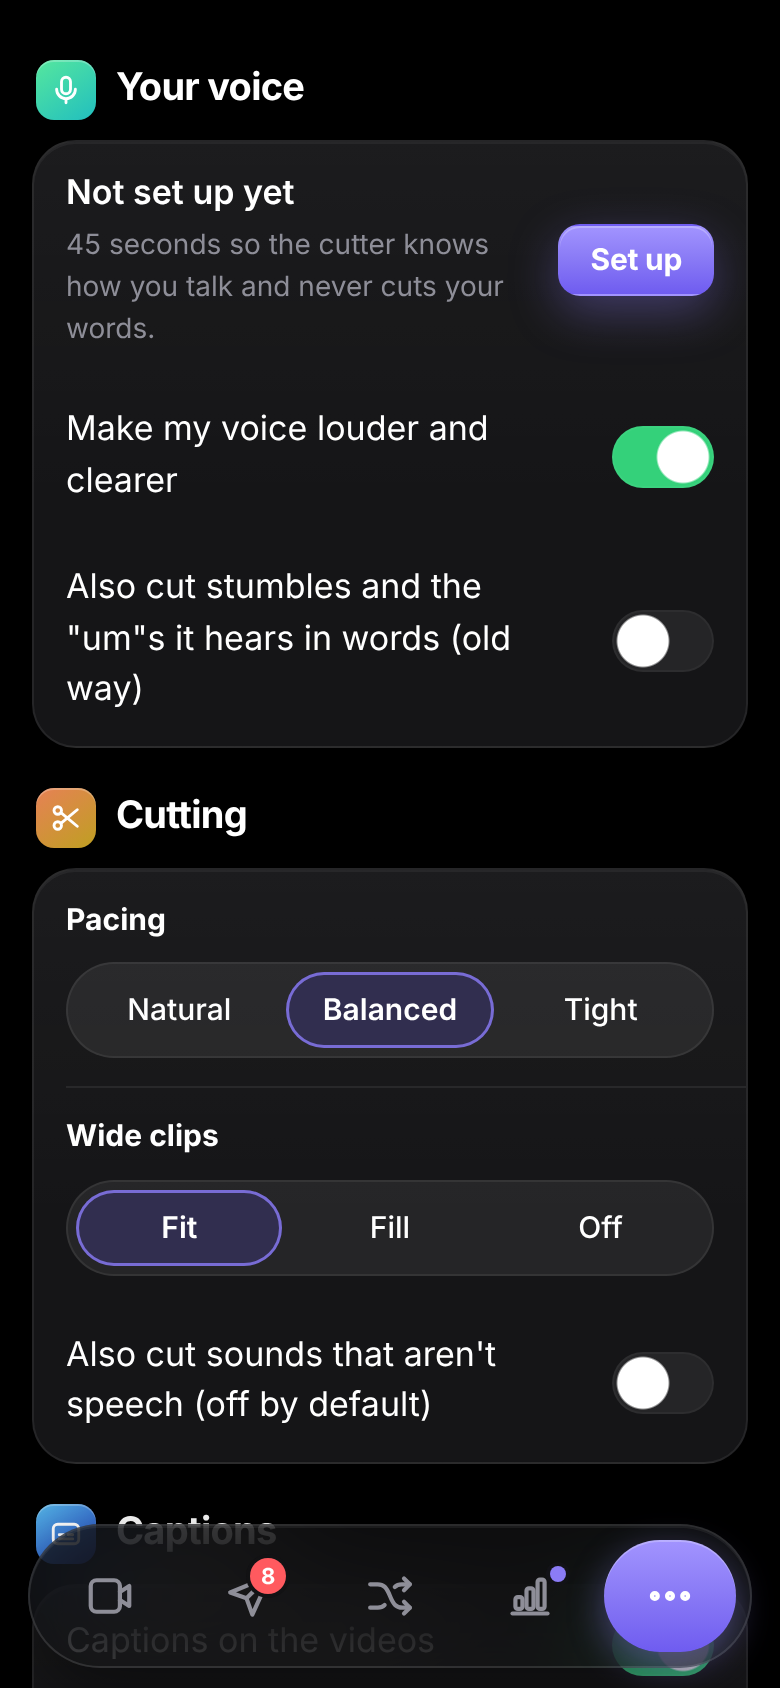 Your voice
Not set up yet
45 seconds so the cutter knows
how you talk and never cuts your
words.
Set up
Make my voice louder and
clearer
Also cut stumbles and the
"um"s it hears in words (old
way)
Cutting
Pacing
Natural
Balanced
Tight
Wide clips
Fit
Fill
Off
Also cut sounds that aren't
speech (off by default)
Captions
8
Captions on the videos